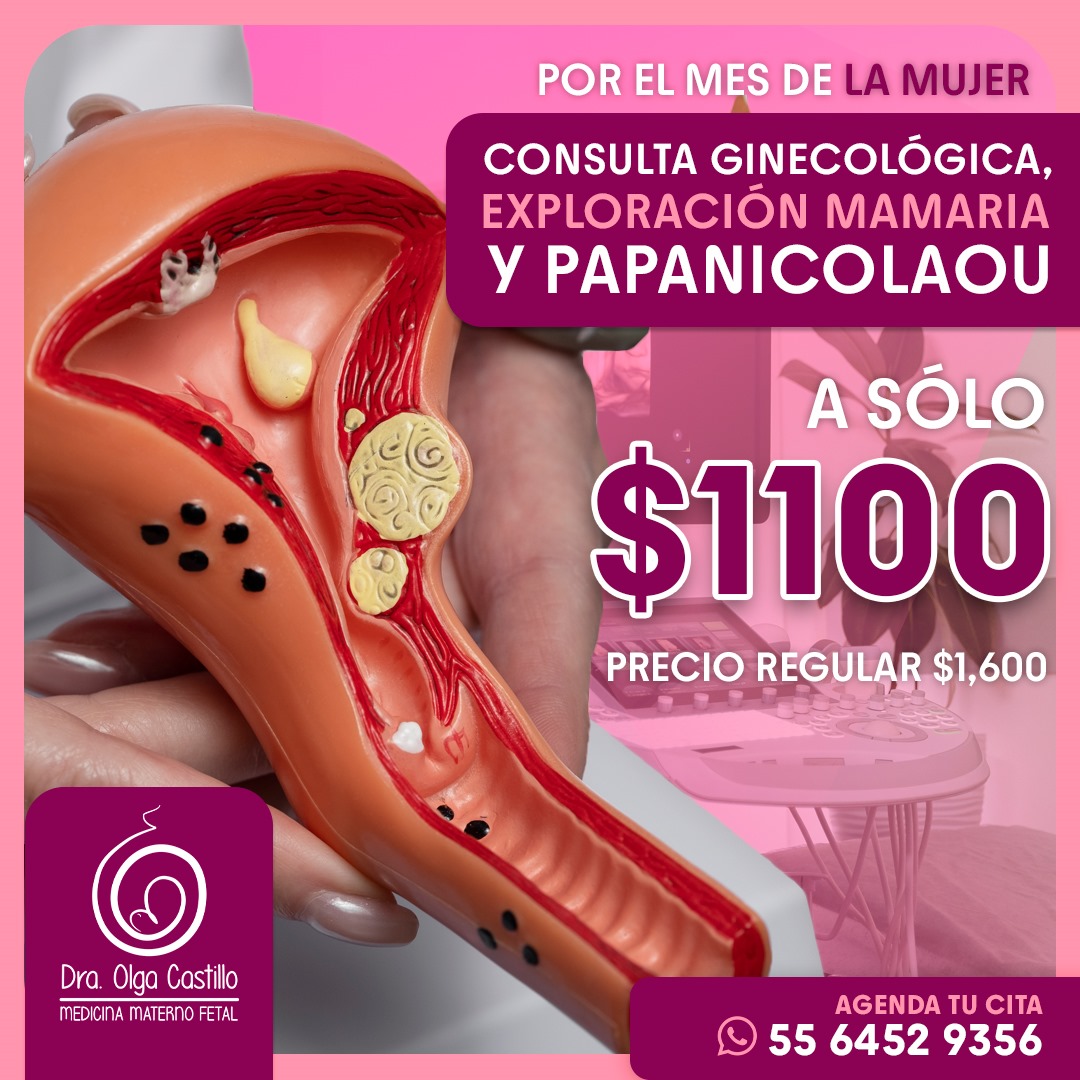 POR EL MES DE LA MUJER
CONSULTA GINECOLÓGICA,
EXPLORACIÓN MAMARIA
Y PAPANICOLAOU
A SÓLO
$1100
PRECIO REGULAR $1,600
Dra. Olga Castillo
MEDICINA MATERNO FETAL
AGENDA TU CITA
55 6452 9356